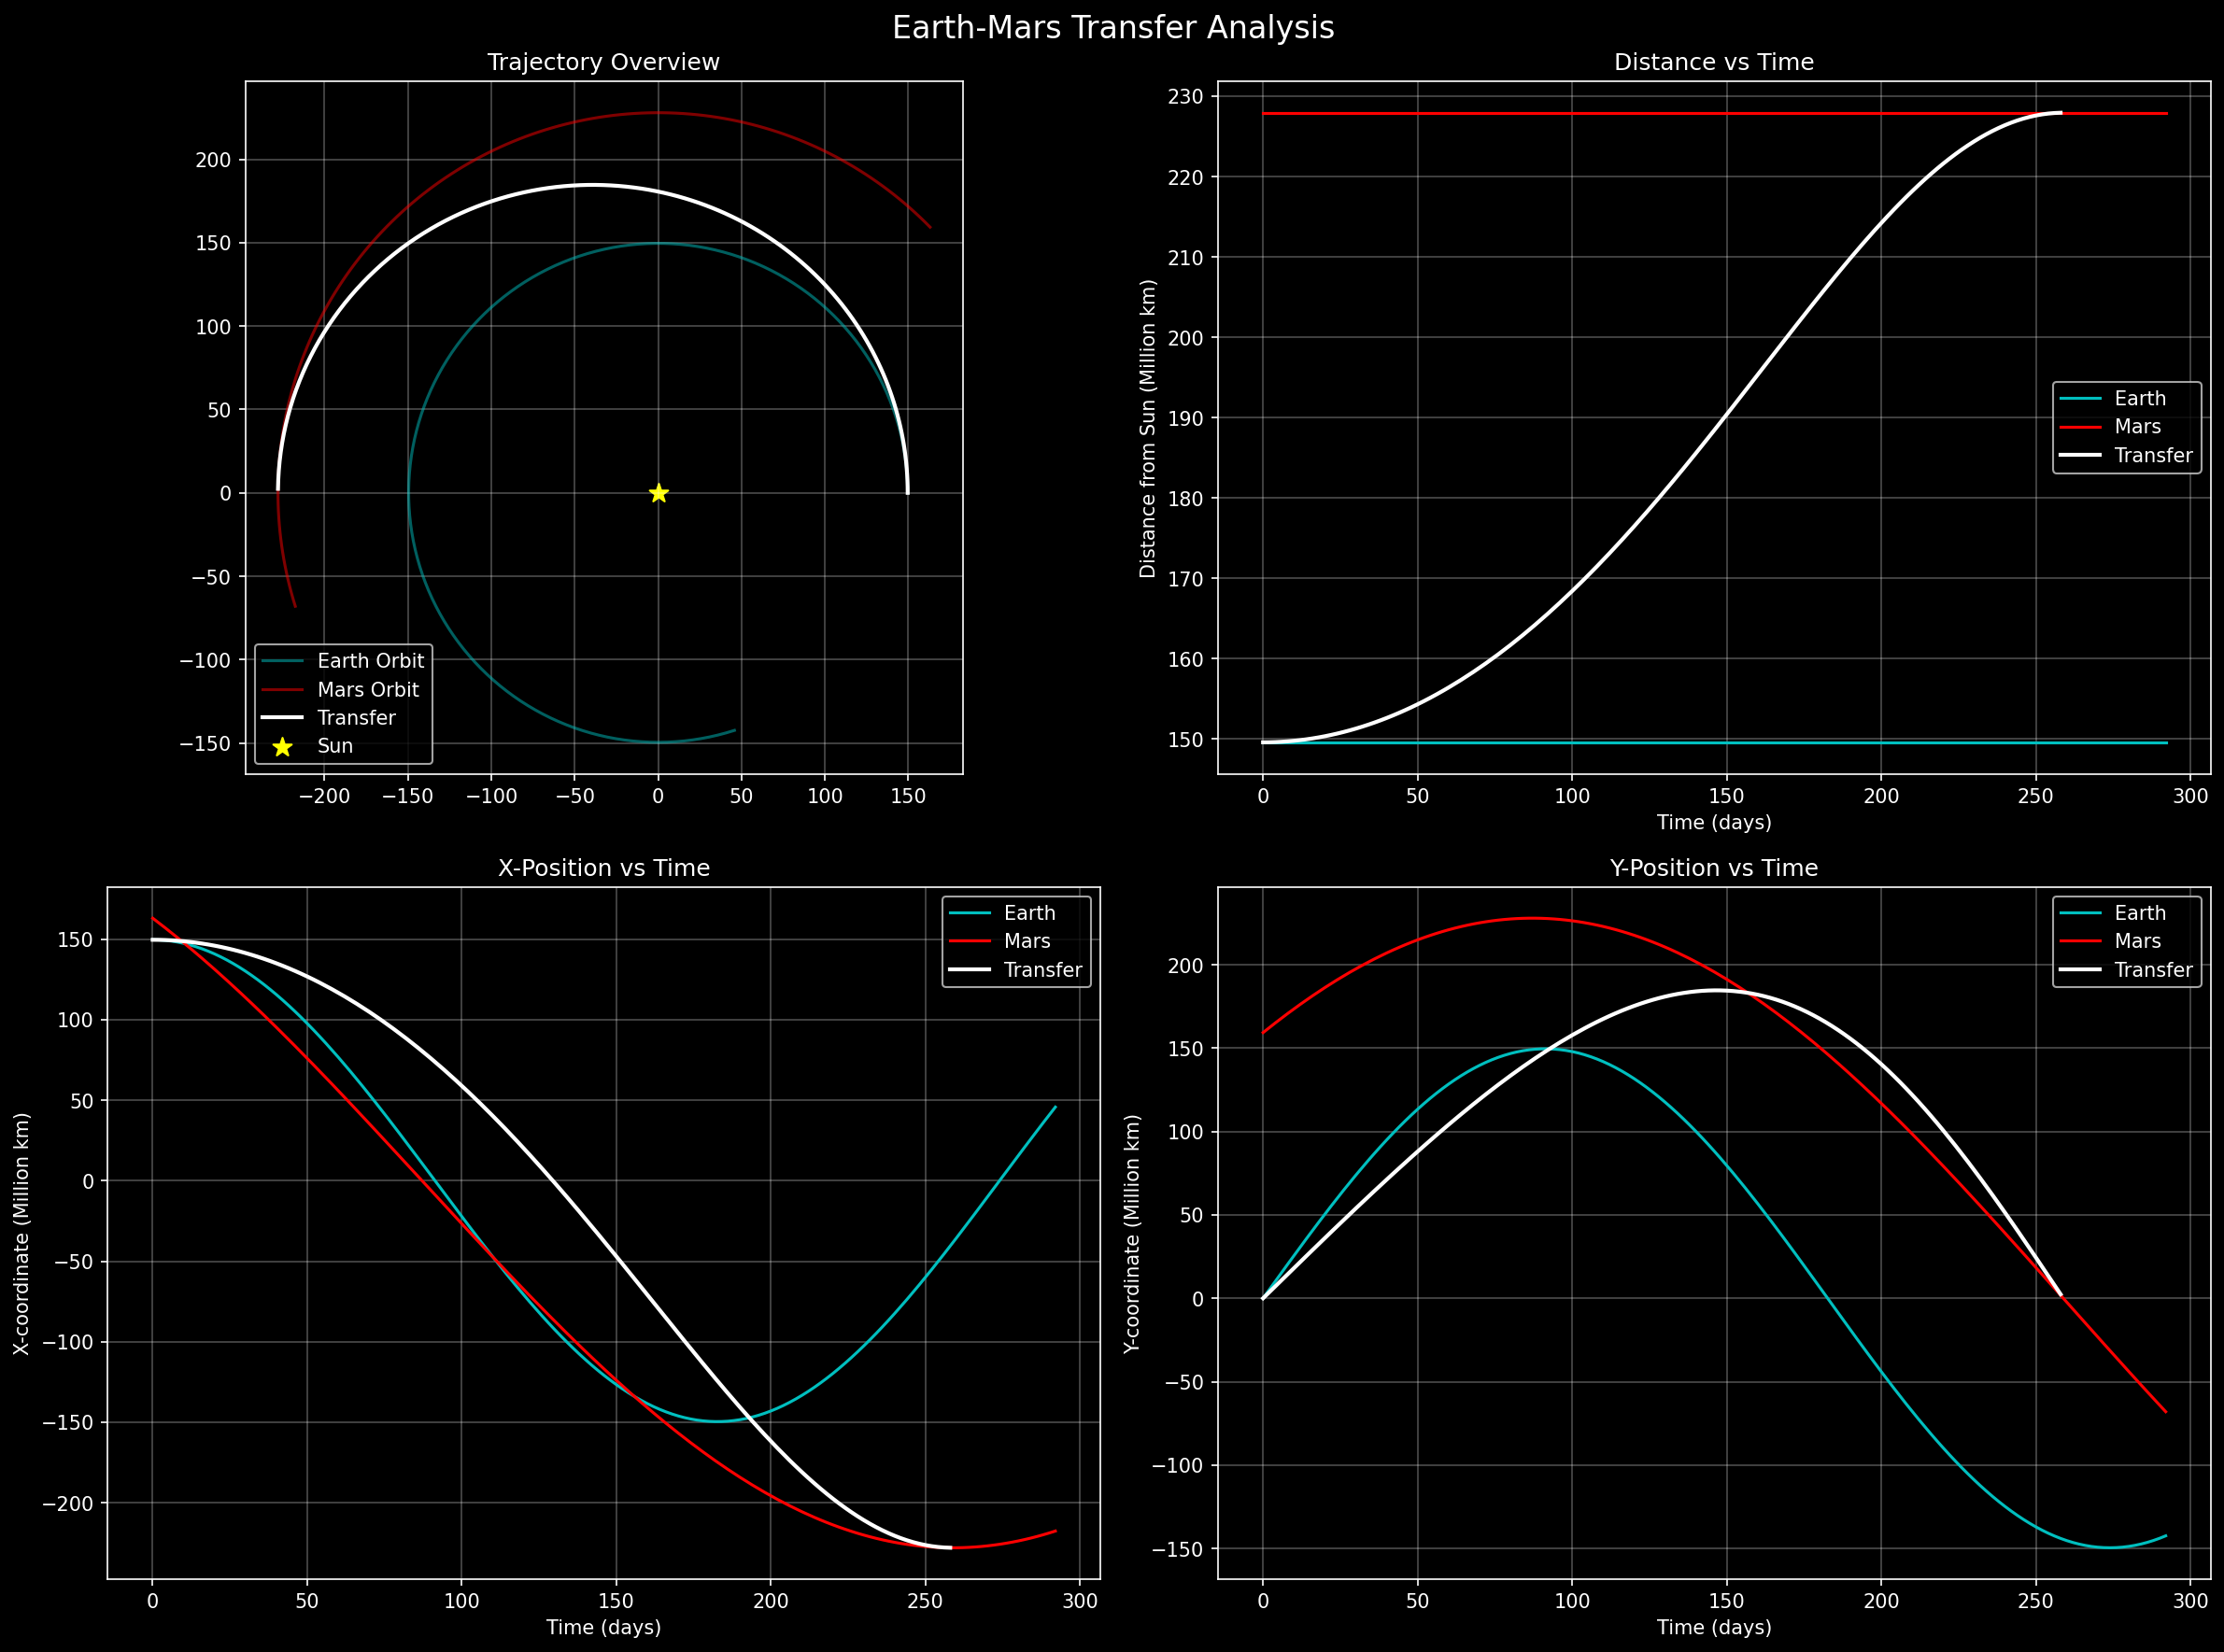 Earth-Mars Transfer Analysis
Trajectory Overview
200
150
100
50
0
−50
−100
−150
−200
−150
−100
−50
0
50
100
150
Earth Orbit
Mars Orbit
Transfer
Sun
Distance vs Time
Distance from Sun (Million km)
230
220
210
200
190
180
170
160
150
0
50
100
150
200
250
300
Time (days)
Earth
Mars
Transfer
X-Position vs Time
X-coordinate (Million km)
150
100
50
0
−50
−100
−150
−200
0
50
100
150
200
250
300
Time (days)
Earth
Mars
Transfer
Y-Position vs Time
Y-coordinate (Million km)
200
150
100
50
0
−50
−100
−150
0
50
100
150
200
250
300
Time (days)
Earth
Mars
Transfer